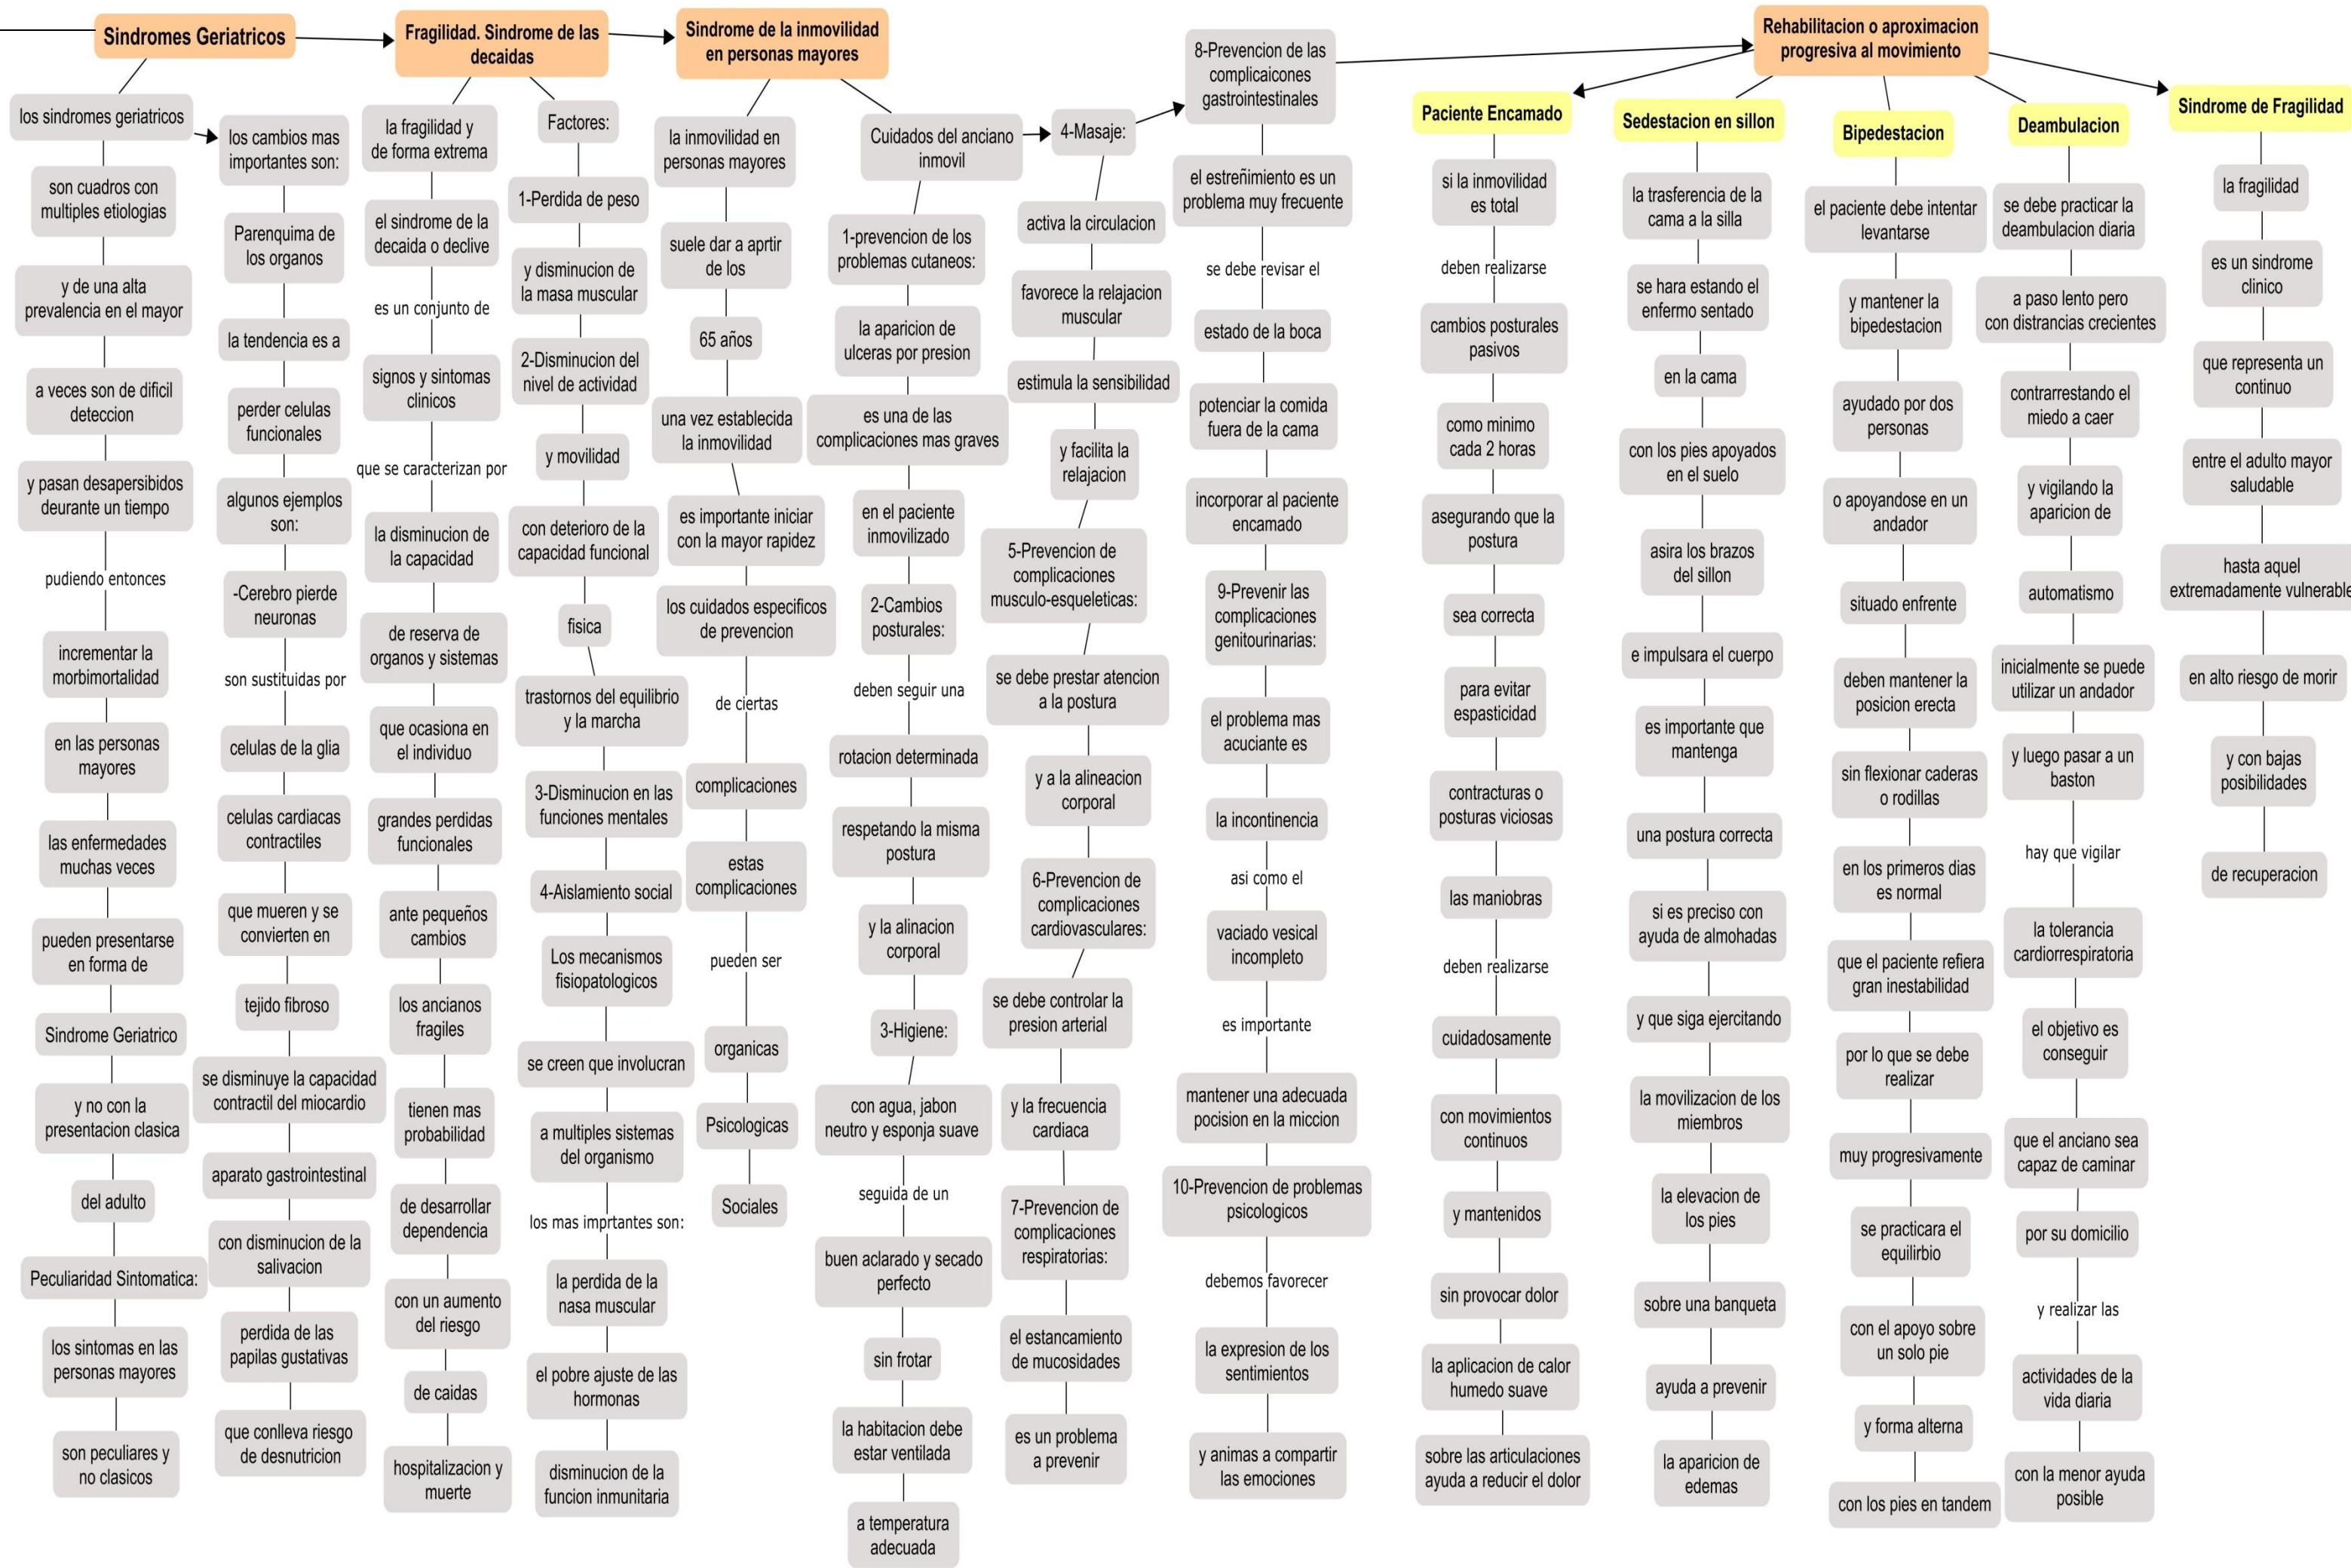 Sindromes Geriatricos
los sindromes geriatricos
son cuadros con
multiples etiologias
y de una alta
prevalencia en el mayor
a veces son de dificil
deteccion
y pasan desapersibidos
deurante un tiempo
pudiendo entonces
incrementar la
morbimortalidad
en las personas
mayores
las enfermedades
muchas veces
pueden presentarse
en forma de
Sindrome Geriatrico
y no con la
presentacion clasica
del adulto
Peculiaridad Sintomatica:
los sintomas en las
personas mayores
son peculiares y
no clasicos
los cambios mas
importantes son:
Parenquima de
los organos
la tendencia es a
perder celulas
funcionales
algunos ejemplos
son:
-Cerebro pierde
neuronas
son sustituidas por
celulas de la glia
celulas cardiacas
contractiles
que mueren y se
convierten en
tejido fibroso
se disminuye la capacidad
contractil del miocardio
aparato gastrointestinal
con disminucion de la
salivacion
perdida de las
papilas gustativas
que conlleva riesgo
de desnutricion
Fragilidad. Sindrome de las
decaidas
la fragilidad y
de forma extrema
el sindrome de la
decaida o declive
es un conjunto de
signos y sintomas
clinicos
que se caracterizan por
la disminucion de
la capacidad
de reserva de
organos y sistemas
que ocasiona en
el individuo
grandes perdidas
funcionales
ante pequeños
cambios
los ancianos
fragiles
tienen mas
probabilidad
de desarrollar
dependencia
con un aumento
del riesgo
de caidas
hospitalizacion y
muerte
Factores:
1-Perdida de peso
y disminucion de
la masa muscular
2-Disminucion del
nivel de actividad
y movilidad
con deterioro de la
capacidad funcional
fisica
trastornos del equilibrio
y la marcha
3-Disminucion en las
funciones mentales
4-Aislamiento social
Los mecanismos
fisiopatologicos
se creen que involucran
a multiples sistemas
del organismo
los mas imprtantes son:
la perdida de la
nasa muscular
el pobre ajuste de las
hormonas
disminucion de la
funcion inmunitaria
Sindrome de la inmovilidad
en personas mayores
la inmovilidad en
personas mayores
suele dar a aprtir
de los
65 años
una vez establecida
la inmovilidad
es importante iniciar
con la mayor rapidez
los cuidados especificos
de prevencion
de ciertas
complicaciones
estas
complicaciones
pueden ser
organicas
Psicologicas
Sociales
Cuidados del anciano
inmovil
1-prevencion de los
problemas cutaneos:
la aparicion de
ulceras por presion
es una de las
complicaciones mas graves
en el paciente
inmovilizado
2-Cambios
posturales:
deben seguir una
rotacion determinada
respetando la misma
postura
y la alinacion
corporal
3-Higiene:
con agua, jabon
neutro y esponja suave
seguida de un
buen aclarado y secado
perfecto
sin frotar
la habitacion debe
estar ventilada
a temperatura
adecuada
4-Masaje:
activa la circulacion
favorece la relajacion
muscular
estimula la sensibilidad
y facilita la
relajacion
5-Prevencion de
complicaciones
musculo-esqueleticas:
se debe prestar atencion
a la postura
y a la alineacion
corporal
6-Prevencion de
complicaciones
cardiovasculares:
se debe controlar la
presion arterial
y la frecuencia
cardiaca
7-Prevencion de
complicaciones
respiratorias:
el estancamiento
de mucosidades
es un problema
a prevenir
8-Prevencion de las
complicaicones
gastrointestinales
el estreñimiento es un
problema muy frecuente
se debe revisar el
estado de la boca
potenciar la comida
fuera de la cama
incorporar al paciente
encamado
9-Prevenir las
complicaciones
genitourinarias:
el problema mas
acuciante es
la incontinencia
asi como el
vaciado vesical
incompleto
es importante
mantener una adecuada
pocision en la miccion
10-Prevencion de problemas
psicologicos
debemos favorecer
la expresion de los
sentimientos
y animas a compartir
las emociones
Rehabilitacion o aproximacion
progresiva al movimiento
Paciente Encamado
si la inmovilidad
es total
deben realizarse
cambios posturales
pasivos
como minimo
cada 2 horas
asegurando que la
postura
sea correcta
para evitar
espasticidad
contracturas o
posturas viciosas
las maniobras
deben realizarse
cuidadosamente
con movimientos
continuos
y mantenidos
sin provocar dolor
la aplicacion de calor
humedo suave
sobre las articulaciones
ayuda a reducir el dolor
Sedestacion en sillon
la trasferencia de la
cama a la silla
se hara estando el
enfermo sentado
en la cama
con los pies apoyados
en el suelo
asira los brazos
del sillon
e impulsara el cuerpo
es importante que
mantenga
una postura correcta
si es preciso con
ayuda de almohadas
y que siga ejercitando
la movilizacion de los
miembros
la elevacion de
los pies
sobre una banqueta
ayuda a prevenir
la aparicion de
edemas
Bipedestacion
el paciente debe intentar
levantarse
y mantener la
bipedestacion
ayudado por dos
personas
o apoyandose en un
andador
situado enfrente
deben mantener la
posicion erecta
sin flexionar caderas
o rodillas
en los primeros dias
es normal
que el paciente refiera
gran inestabilidad
por lo que se debe
realizar
muy progresivamente
se practicara el
equilirbio
con el apoyo sobre
un solo pie
y forma alterna
con los pies en tandem
Deambulacion
se debe practicar la
deambulacion diaria
a paso lento pero
con distrancias crecientes
contrarrestando el
miedo a caer
y vigilando la
aparicion de
automatismo
inicialmente se puede
utilizar un andador
y luego pasar a un
baston
hay que vigilar
la tolerancia
cardiorrespiratoria
el objetivo es
conseguir
que el anciano sea
capaz de caminar
por su domicilio
y realizar las
actividades de la
vida diaria
con la menor ayuda
posible
Sindrome de Fragilidad
la fragilidad
es un sindrome
clinico
que representa un
continuo
entre el adulto mayor
saludable
hasta aquel
extremadamente vulnerable
en alto riesgo de morir
y con bajas
posibilidades
de recuperacion